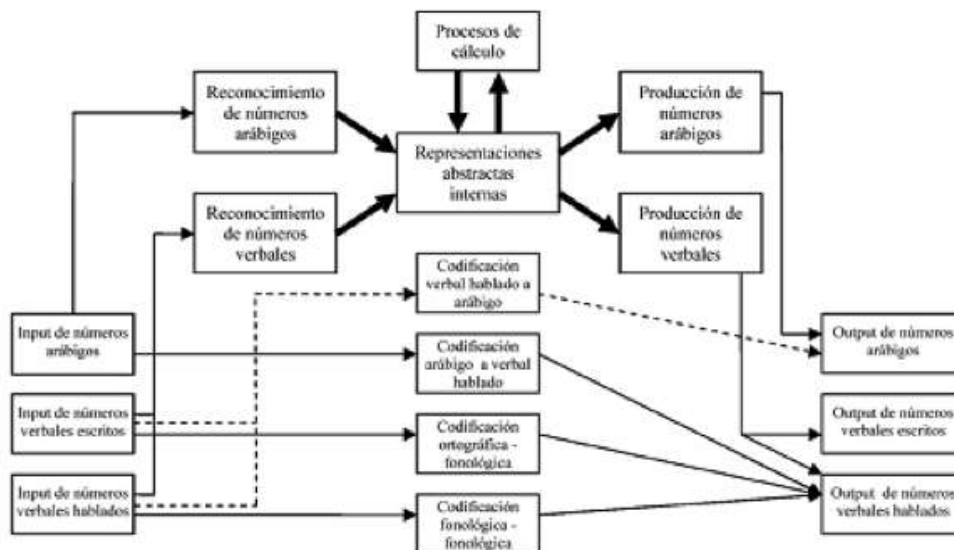 Procesos de
cálculo
Reconocimiento
de números
arábigos
Producción de
números
arábigos
Representaciones
abstractas
internas
Reconocimiento
de números
verbales
Producción de
números
verbales
Codificación
verbal hablado a
arábigo
Input de números
arábigos
Output de números
arábigos
Codificación
arábigo a verbal
hablado
Input de números
verbales escritos
Output de números
verbales escritos
Codificación
ortográfica -
fonológica
Input de números
verbales hablados
Output de números
verbales hablados
Codificación
fonológica -
fonológica